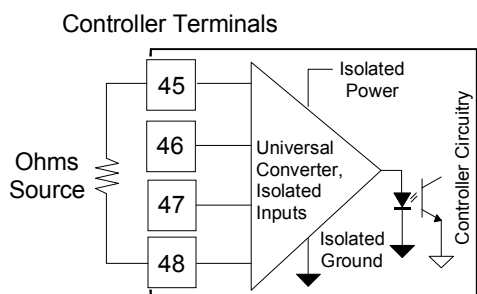 Controller Terminals
45
46
47
48
Ohms
Source
Universal
Converter,
Isolated
Inputs
Isolated
Power
Isolated
Ground
Controller Circuitry